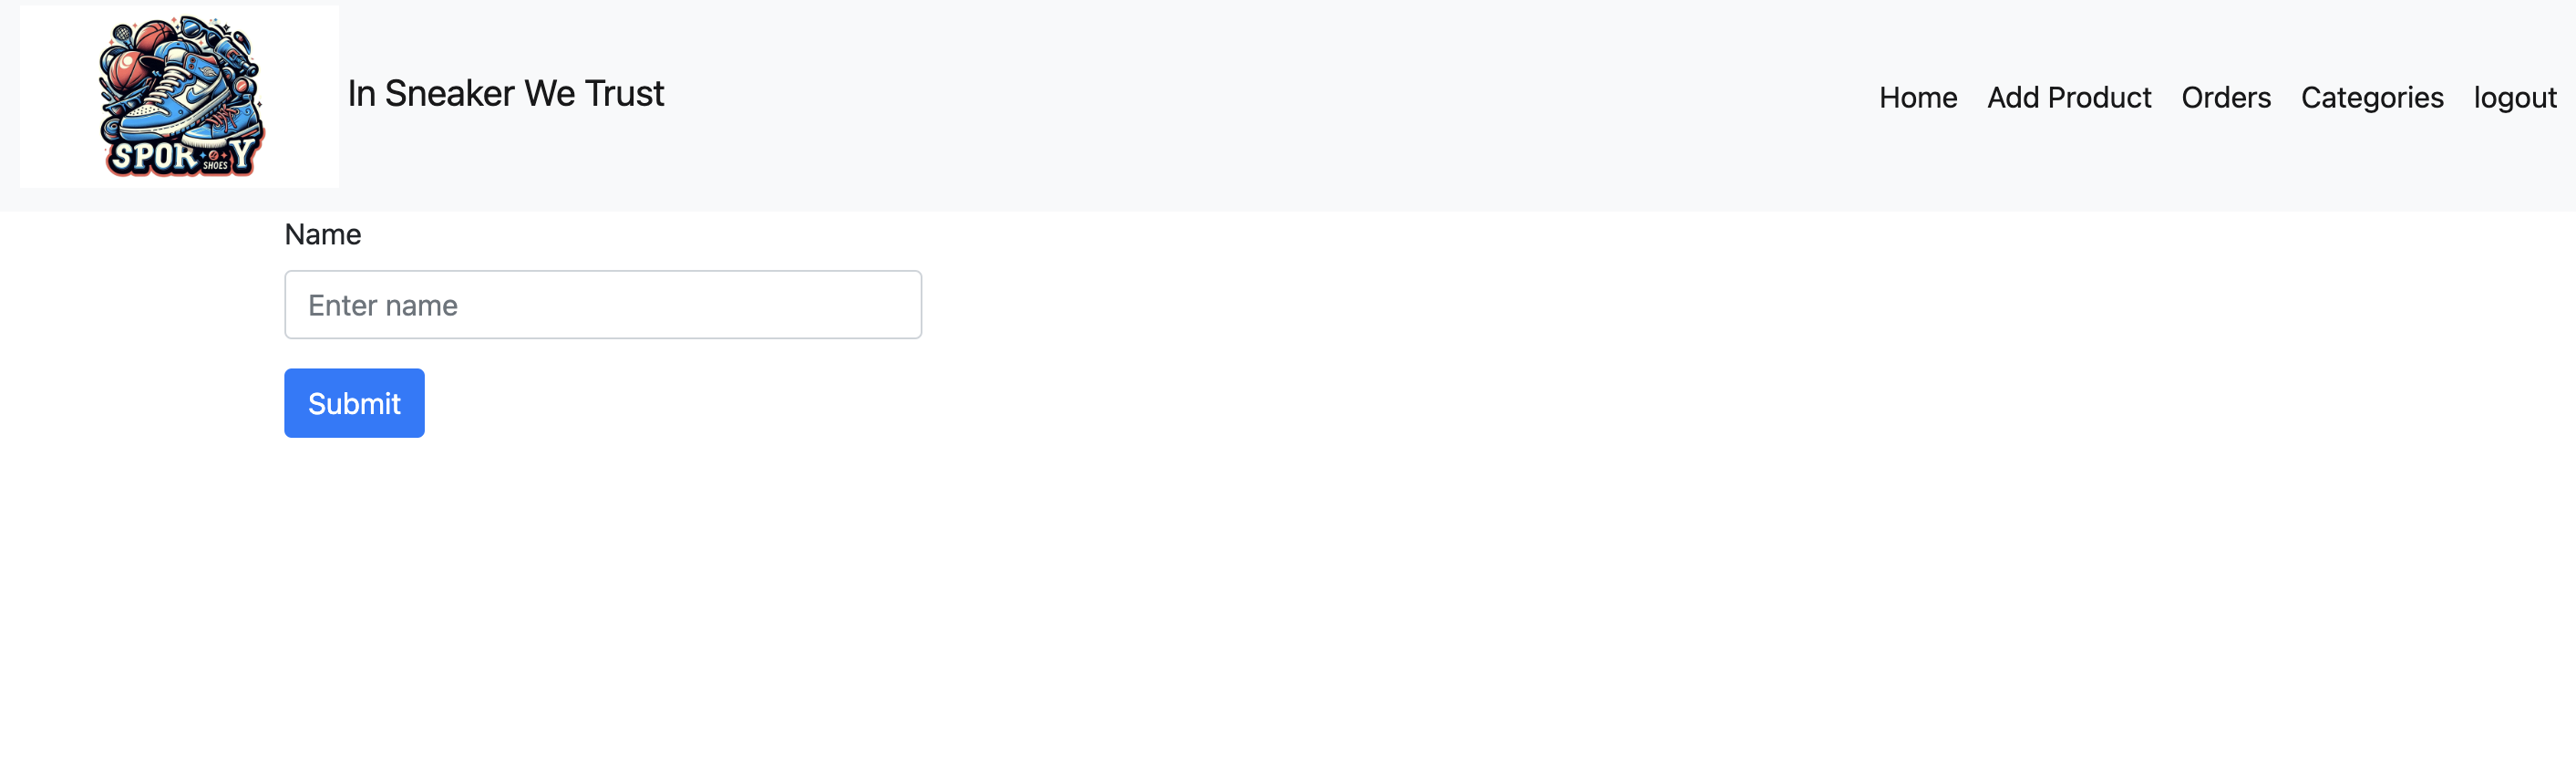 In Sneaker We Trust
Home Add Product Orders Categories logout
SPOR Y
SHOES
Name
Enter name
Submit